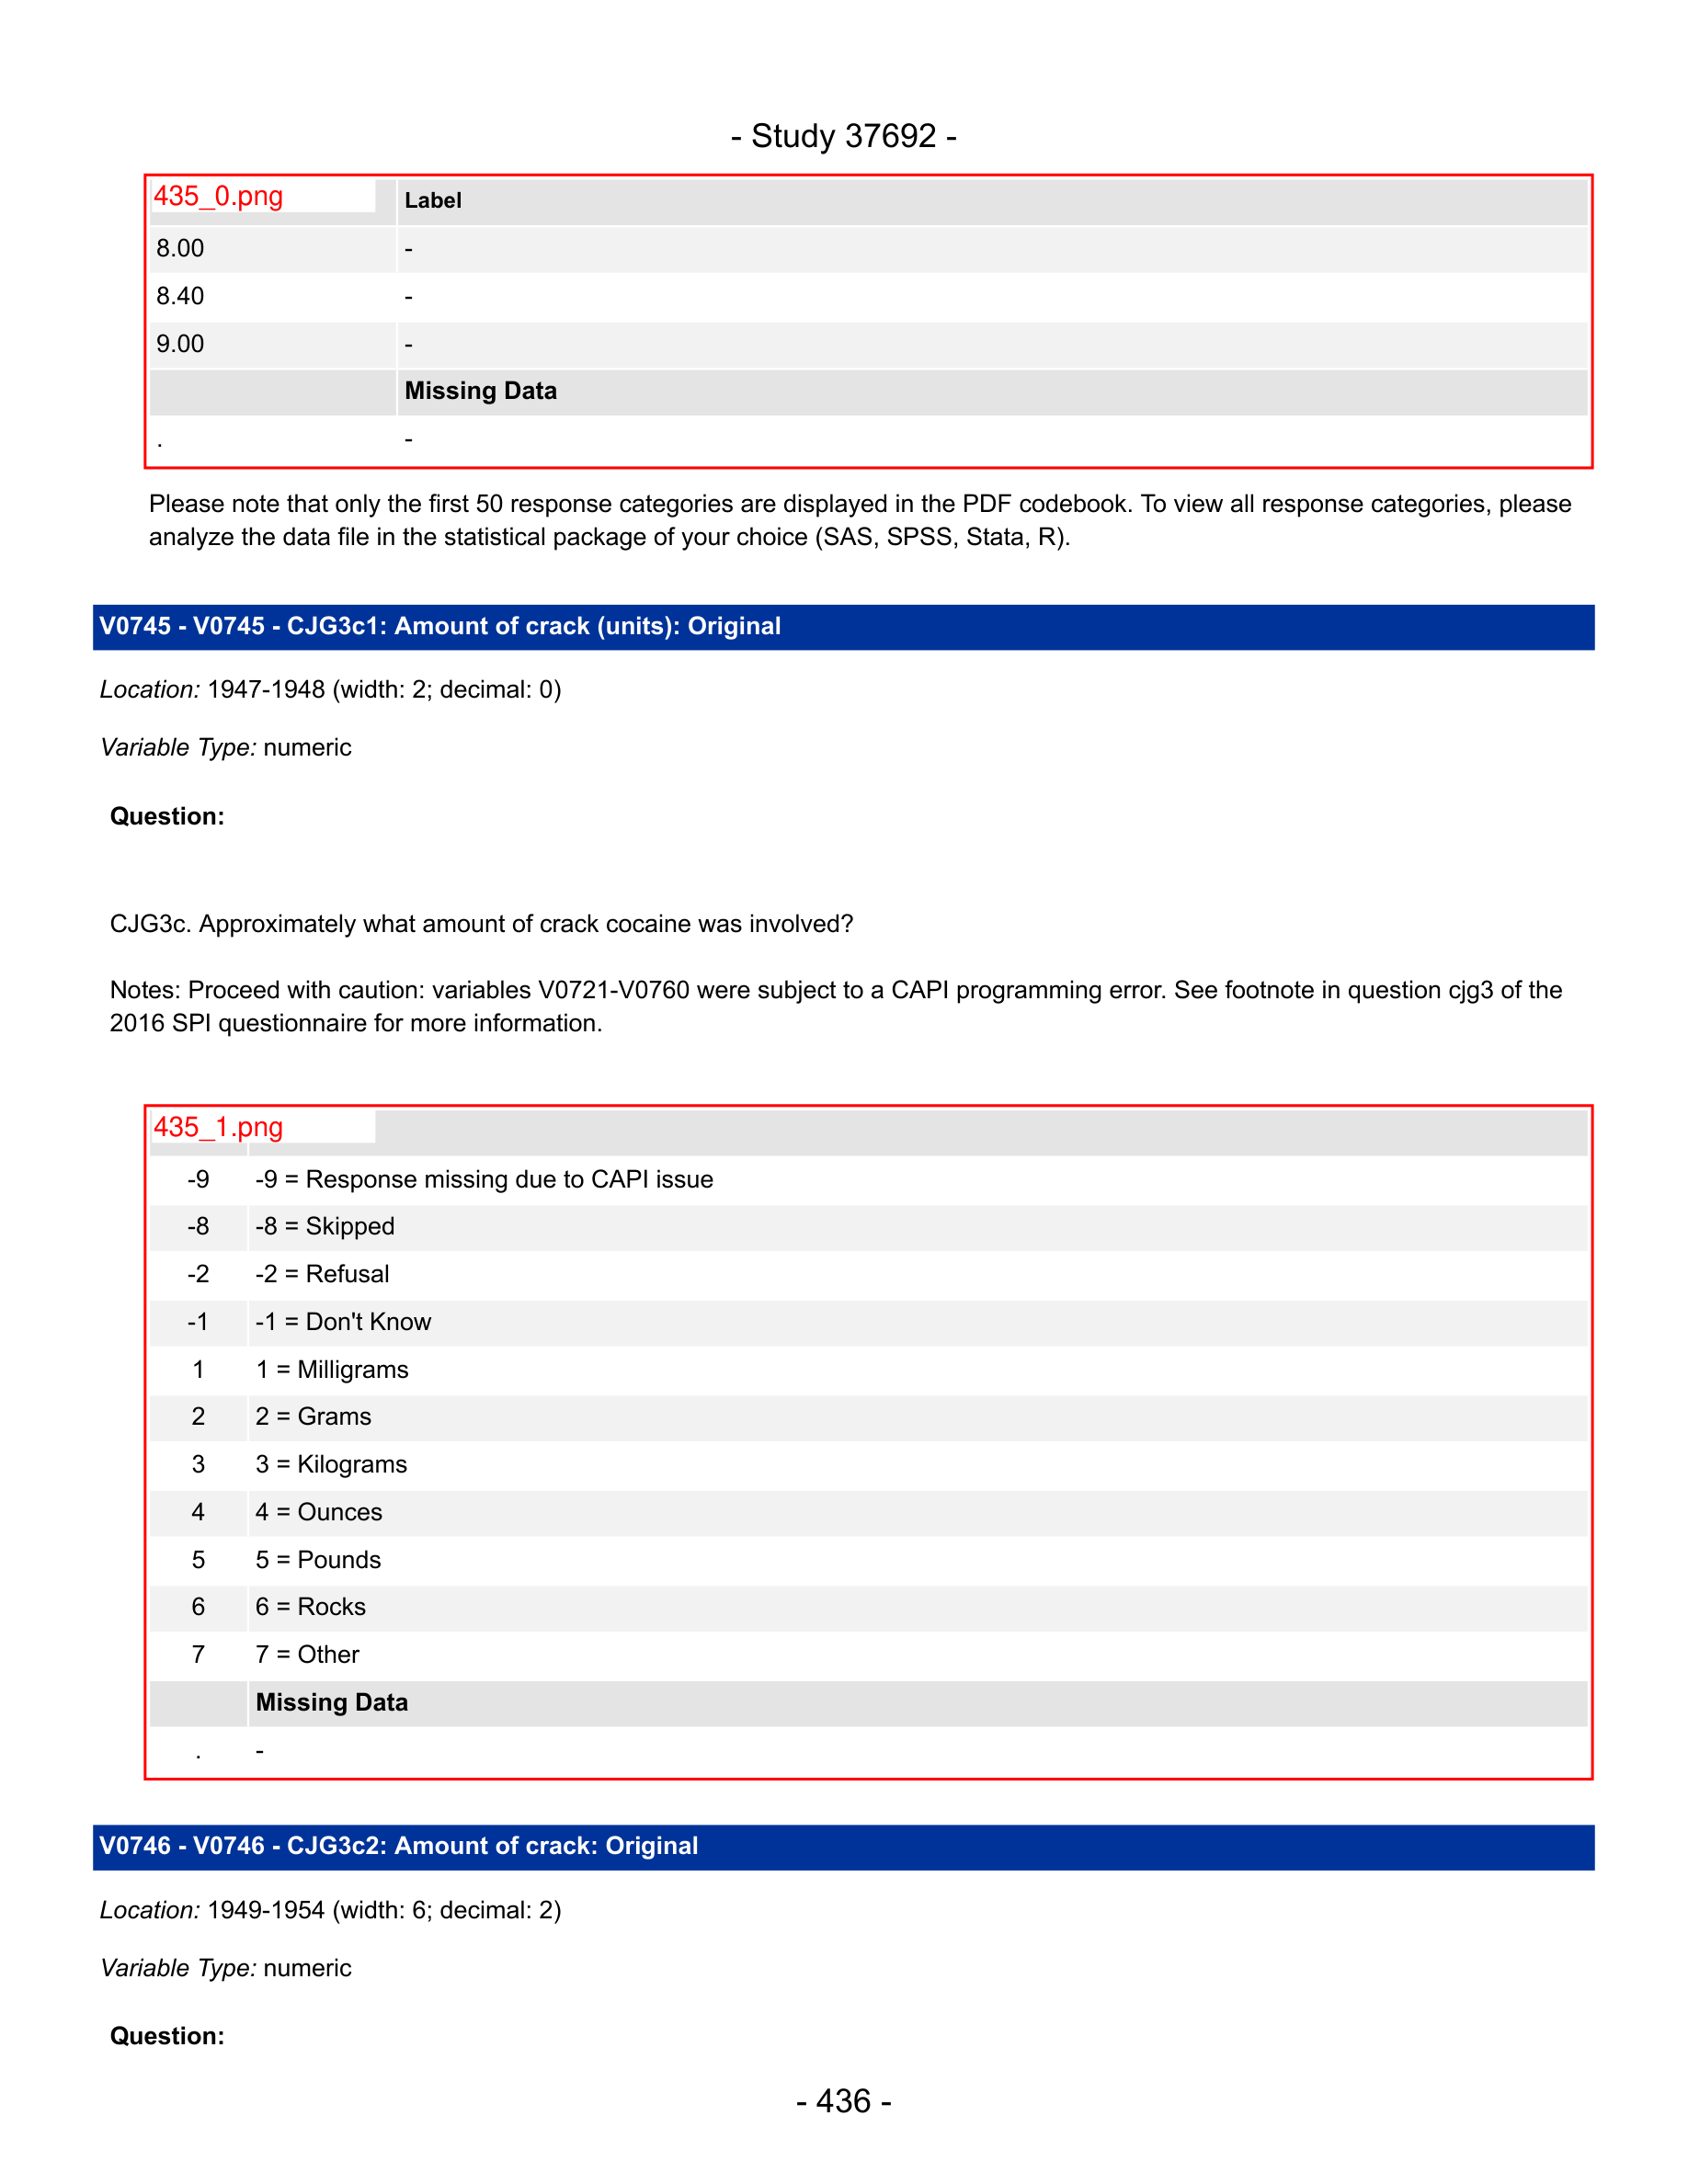 - Study 37692 -
435_0.png Label
8.00 -
8.40 -
9.00 -
Missing Data
. -
Please note that only the first 50 response categories are displayed in the PDF codebook. To view all response categories, please
analyze the data file in the statistical package of your choice (SAS, SPSS, Stata, R).
V0745 - V0745 - CJG3c1: Amount of crack (units): Original
Location: 1947-1948 (width: 2; decimal: 0)
Variable Type: numeric
Question:
CJG3c. Approximately what amount of crack cocaine was involved?
Notes: Proceed with caution: variables V0721-V0760 were subject to a CAPI programming error. See footnote in question cjg3 of the
2016 SPI questionnaire for more information.
435_1.png
-9 -9 = Response missing due to CAPI issue
-8 -8 = Skipped
-2 -2 = Refusal
-1 -1 = Don't Know
1 1 = Milligrams
2 2 = Grams
3 3 = Kilograms
4 4 = Ounces
5 5 = Pounds
6 6 = Rocks
7 7 = Other
Missing Data
. -
V0746 - V0746 - CJG3c2: Amount of crack: Original
Location: 1949-1954 (width: 6; decimal: 2)
Variable Type: numeric
Question:
- 436 -